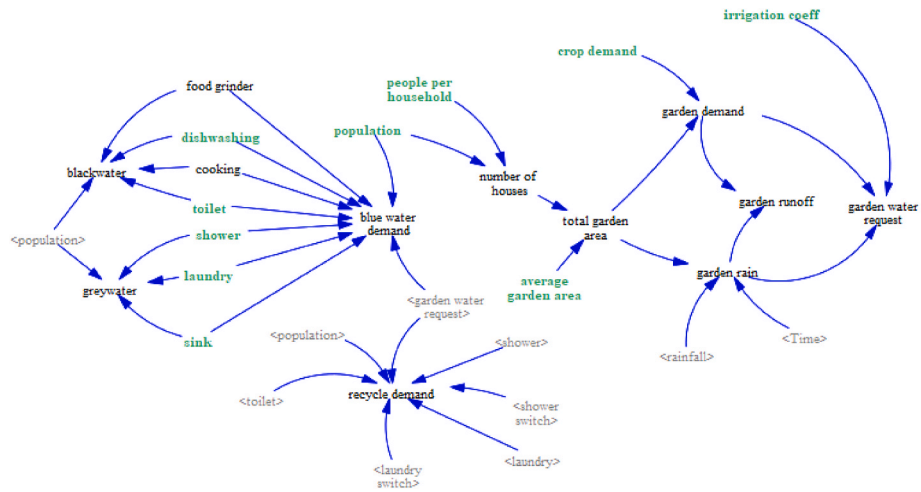 irrigation coeff
crop demand
food grinder
people per
household
garden demand
dishwashing
population
blackwater
cooking
number of
houses
toilet
garden runoff
garden water
request
blue water
demand
total garden
area
<population>
shower
garden rain
laundry
greywater
average
garden area
<garden water
request>
<population>
<shower>
<Time>
sink
<rainfall>
<toilet>
recycle demand
<shower
switch>
<laundry
switch>
<laundry>